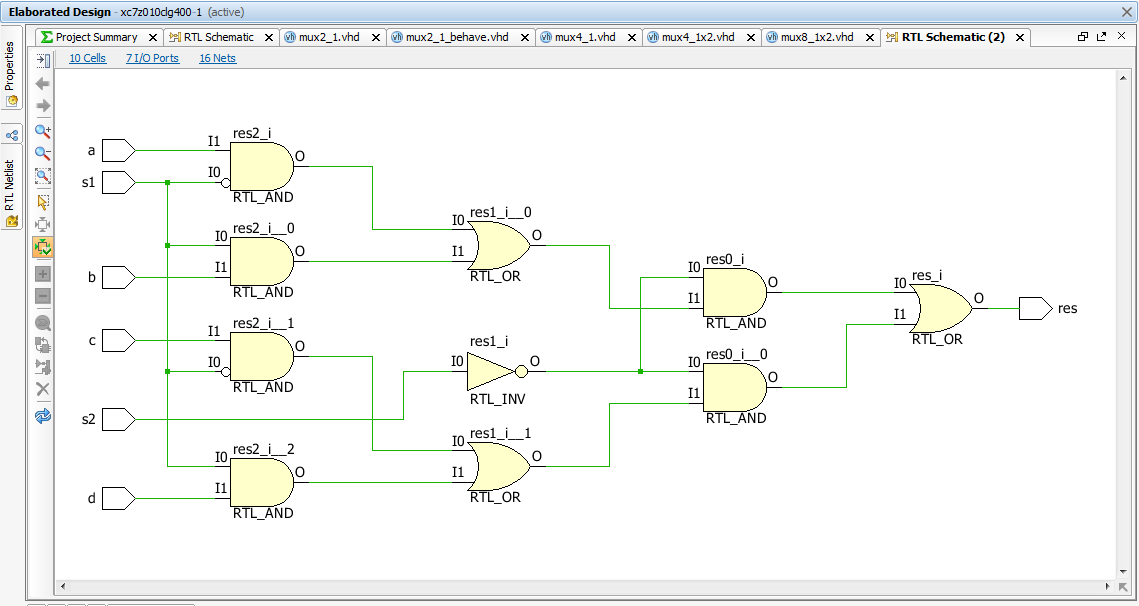 Elaborated Design - xc7z010clg400-1 (active)
Project Summary RTL Schematic mux2_1.vhd mux2_1_behave.vhd mux4_1.vhd mux4_1x2.vhd mux8_1x2.vhd RTL Schematic (2)
10 Cells 7 I/O Ports 16 Nets
Properties
RTL Netlist
res2_i
a I1 O
s1 I0
RTL_AND
res2_i__0
I0 O
b I1
RTL_AND
res2_i__1
c I1 O
I0
RTL_AND
s2
res2_i__2
I0 O
d I1
RTL_AND
res1_i__0
I0 O
I1
RTL_OR
res1_i
I0 O
RTL_INV
res1_i__1
I0 O
I1
RTL_OR
res0_i
I0 O
I1
RTL_AND
res0_i__0
I0 O
I1
RTL_AND
res_i
I0 O res
I1
RTL_OR